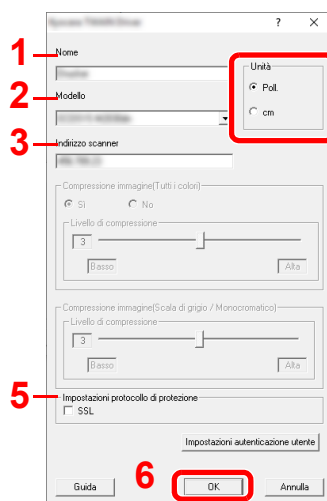 ? ×
1
Nome
Unità
Poll.
cm
2
Modello
3
Indirizzo scanner
Compressione immagine(Tutti i colori)
Sì No
Livello di compressione
3
Basso Alta
Compressione immagine(Scala di grigio / Monocromatico)
Livello di compressione
3
Basso Alta
5
Impostazioni protocollo di protezione
SSL
Impostazioni autenticazione utente
6
Guida OK Annulla